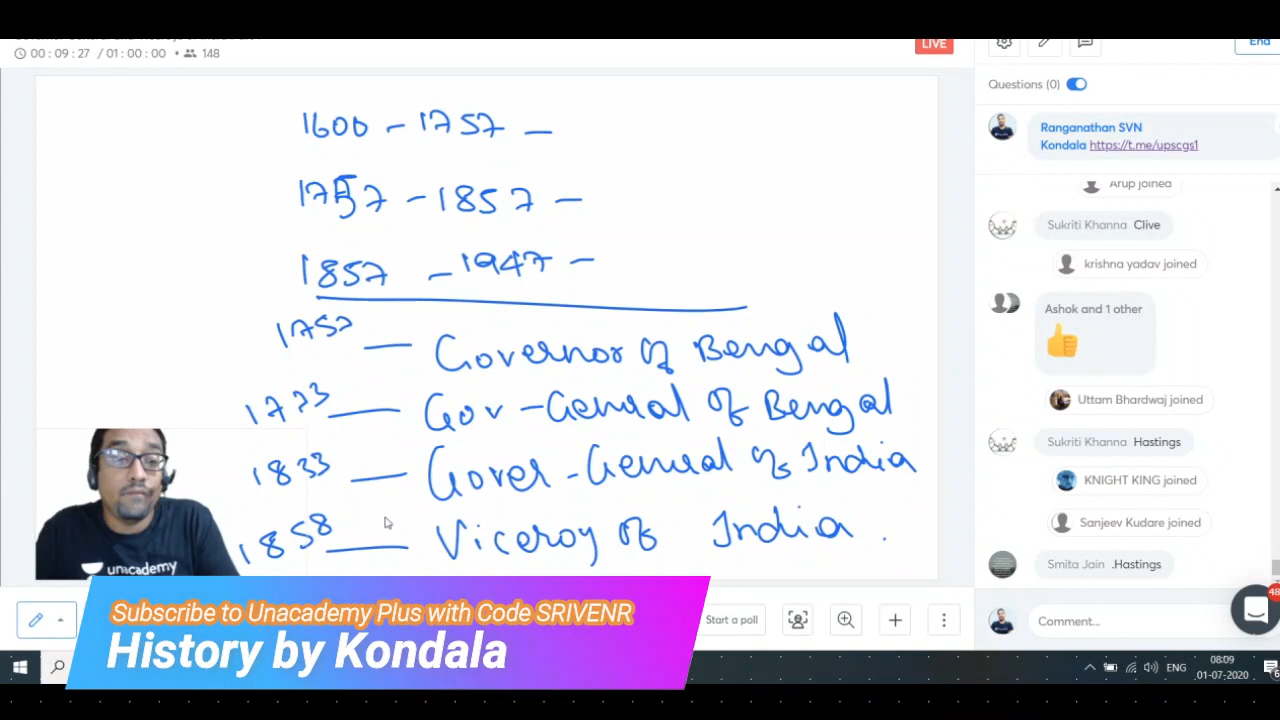 00 : 09 : 27 / 01 : 00 : 00 • 148
LIVE
End
Questions (0)
Ranganathan SVN
Kondala https://t.me/upscgs1
Arup joined
Sukriti Khanna Clive
krishna yadav joined
Ashok and 1 other
Uttam Bhardwaj joined
Sukriti Khanna Hastings
KNIGHT KING joined
Sanjeev Kudare joined
Smita Jain .Hastings
48
Comment...
1600 - 1757 -
1757 - 1857 -
1857 - 1947 -
1757 — Governor of Bengal
1773 — Gov - General of Bengal
1833 — Gover - General of India
1858 — Viceroy of India .
unacademy
Start a poll
Subscribe to Unacademy Plus with Code SRIVENR
History by Kondala
ENG
08:09
01-07-2020
6